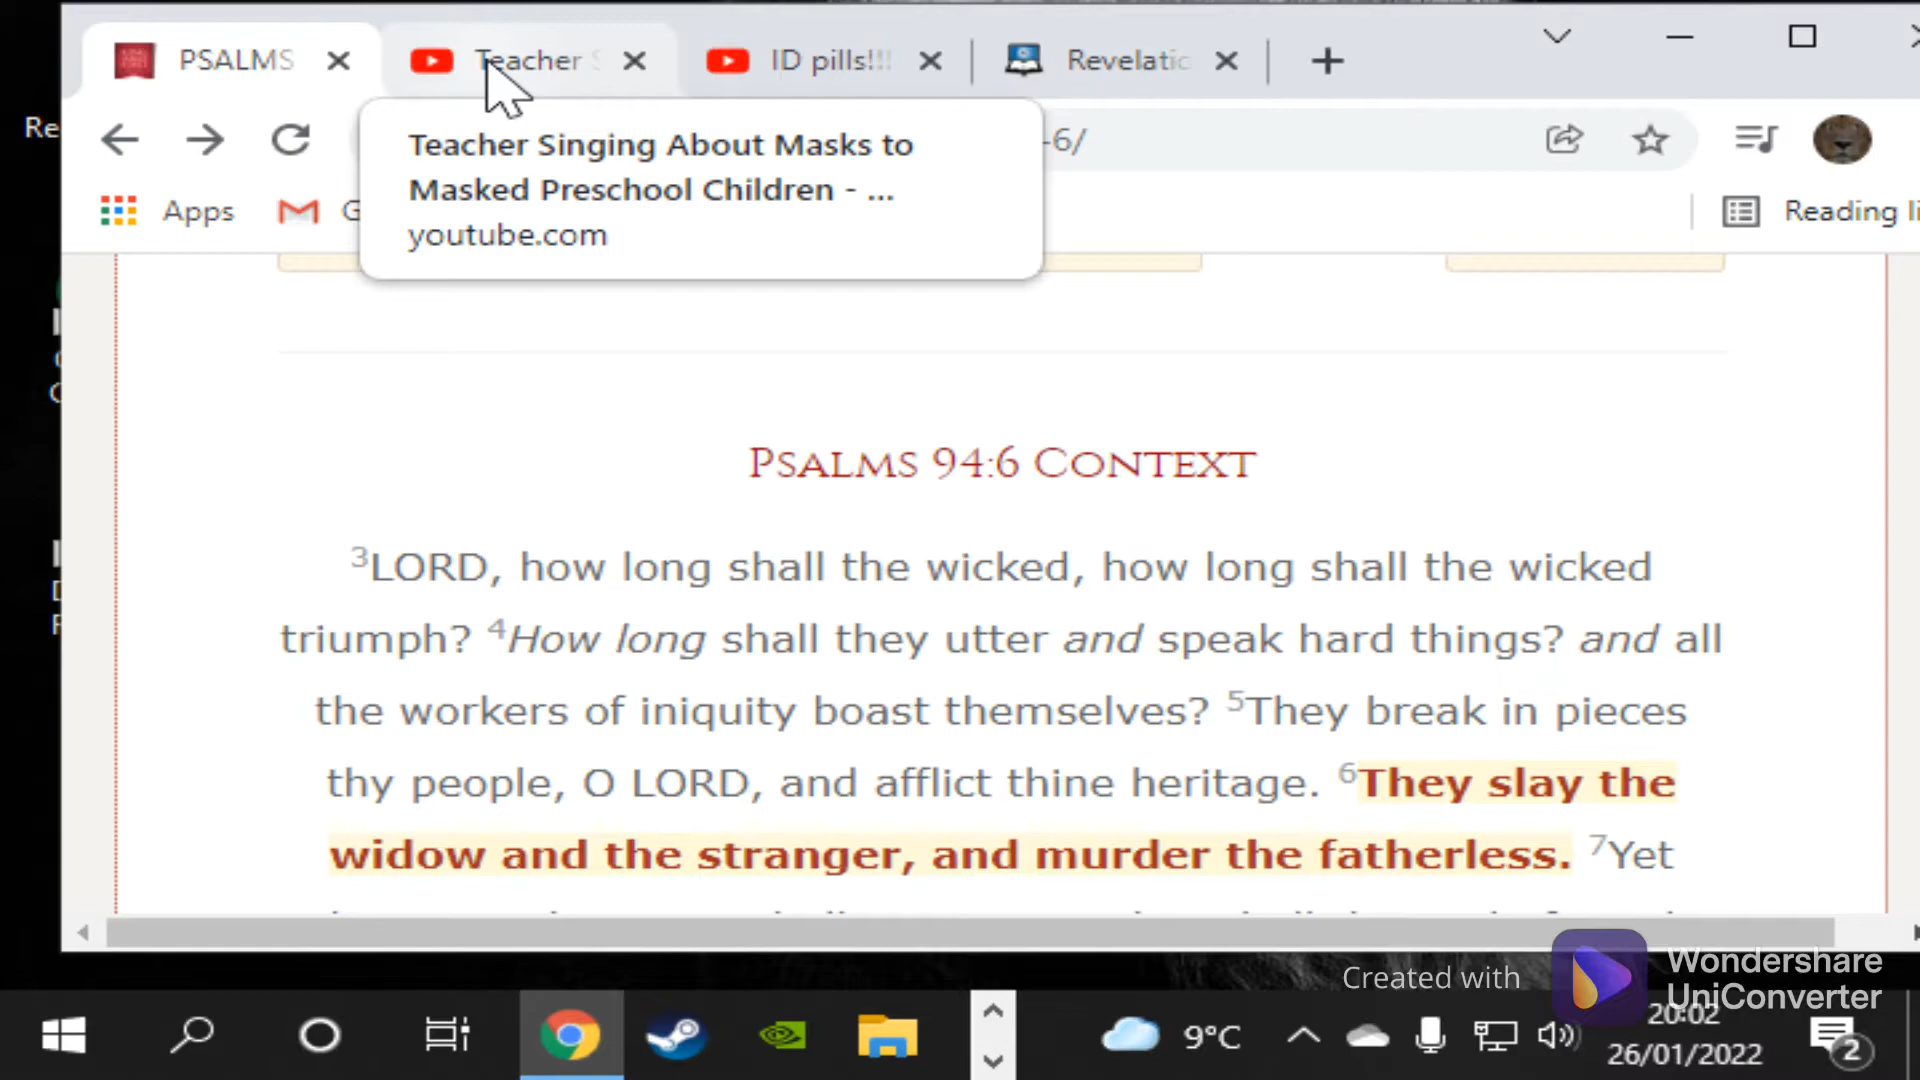 PSALMS
Teacher
ID pills!!!
Revelatic
Re
Teacher Singing About Masks to
Masked Preschool Children - ...
youtube.com
-6/
Apps
G
Reading li
PSALMS 94:6 CONTEXT
3LORD, how long shall the wicked, how long shall the wicked
triumph? 4How long shall they utter and speak hard things? and all
the workers of iniquity boast themselves? 5They break in pieces
thy people, O LORD, and afflict thine heritage. 6They slay the
widow and the stranger, and murder the fatherless. 7Yet
Created with
Wondershare
UniConverter
9°C
20:02
26/01/2022
2